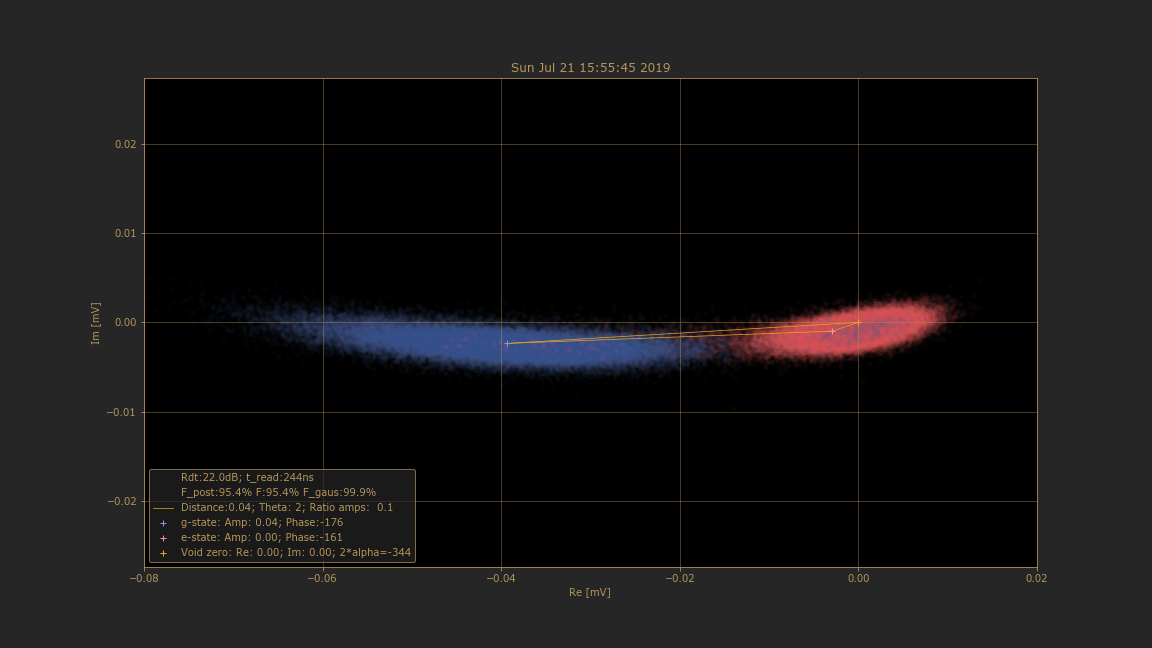 Sun Jul 21 15:55:45 2019
Im [mV]
0.02
0.01
0.00
−0.01
−0.02
Rdt:22.0dB; t_read:244ns
F_post:95.4% F:95.4% F_gaus:99.9%
Distance:0.04; Theta: 2; Ratio amps: 0.1
g-state: Amp: 0.04; Phase:-176
e-state: Amp: 0.00; Phase:-161
Void zero: Re: 0.00; Im: 0.00; 2*alpha=-344
−0.08 −0.06 −0.04 −0.02 0.00 0.02
Re [mV]